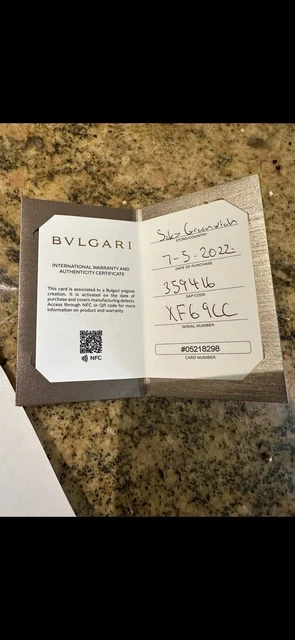 BVLGARI
INTERNATIONAL WARRANTY AND
AUTHENTICITY CERTIFICATE
This card is associated to a Bulgari original
creation. It is activated on the date of
purchase and covers manufacturing defects.
Access through NFC or QR code for more
information on product and warranty.
NFC
Greenwich
STORE/COUNTRY
7-5-2022
DATE OF PURCHASE
359416
SAP CODE
XF69CC
SERIAL NUMBER
#05218298
CARD NUMBER